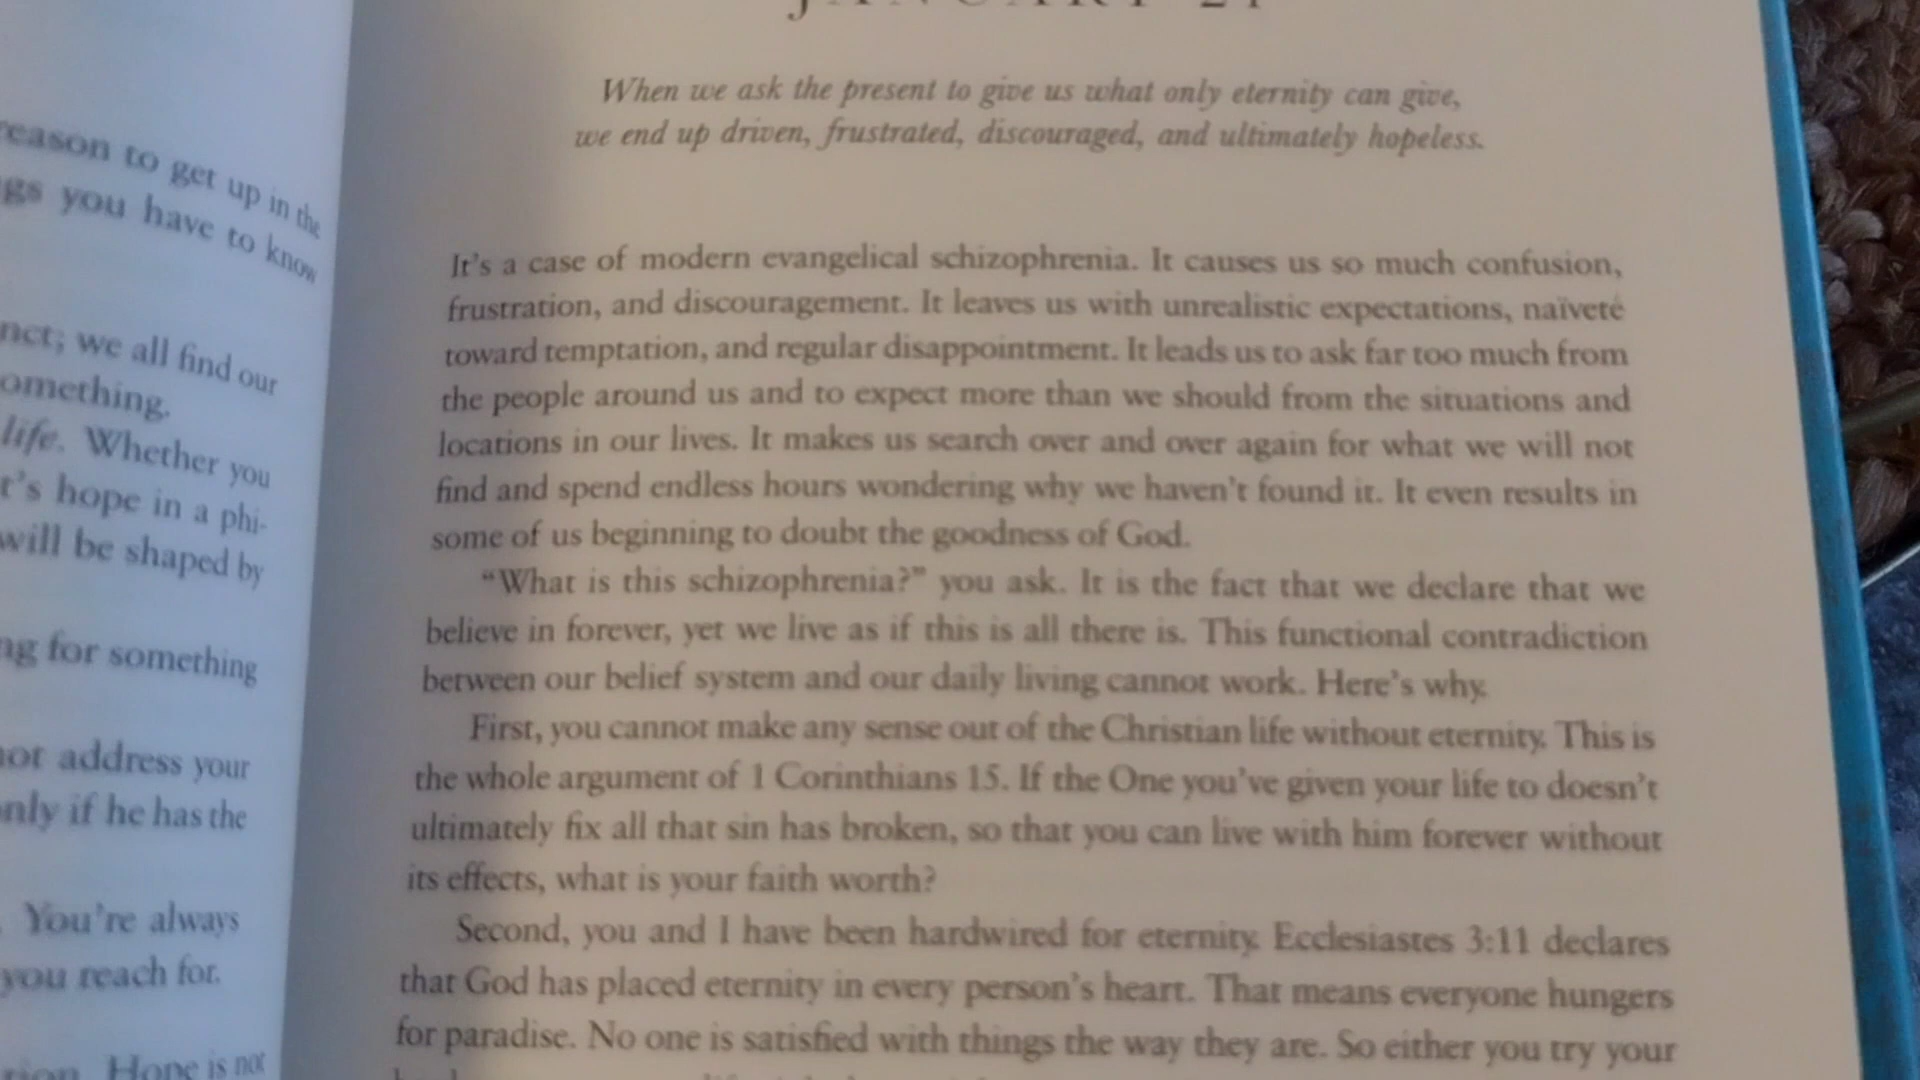 reason to get up in the
gs you have to know
nct; we all find our
omething.
life. Whether you
t's hope in a phi-
will be shaped by
ng for something
not address your
only if he has the
You're always
you reach for.
Hope is not
JANUARY 21
When we ask the present to give us what only eternity can give,
we end up driven, frustrated, discouraged, and ultimately hopeless.
It's a case of modern evangelical schizophrenia. It causes us so much confusion,
frustration, and discouragement. It leaves us with unrealistic expectations, naïveté
toward temptation, and regular disappointment. It leads us to ask far too much from
the people around us and to expect more than we should from the situations and
locations in our lives. It makes us search over and over again for what we will not
find and spend endless hours wondering why we haven't found it. It even results in
some of us beginning to doubt the goodness of God.
“What is this schizophrenia?” you ask. It is the fact that we declare that we
believe in forever, yet we live as if this is all there is. This functional contradiction
between our belief system and our daily living cannot work. Here's why.
First, you cannot make any sense out of the Christian life without eternity. This is
the whole argument of 1 Corinthians 15. If the One you've given your life to doesn't
ultimately fix all that sin has broken, so that you can live with him forever without
its effects, what is your faith worth?
Second, you and I have been hardwired for eternity. Ecclesiastes 3:11 declares
that God has placed eternity in every person's heart. That means everyone hungers
for paradise. No one is satisfied with things the way they are. So either you try your